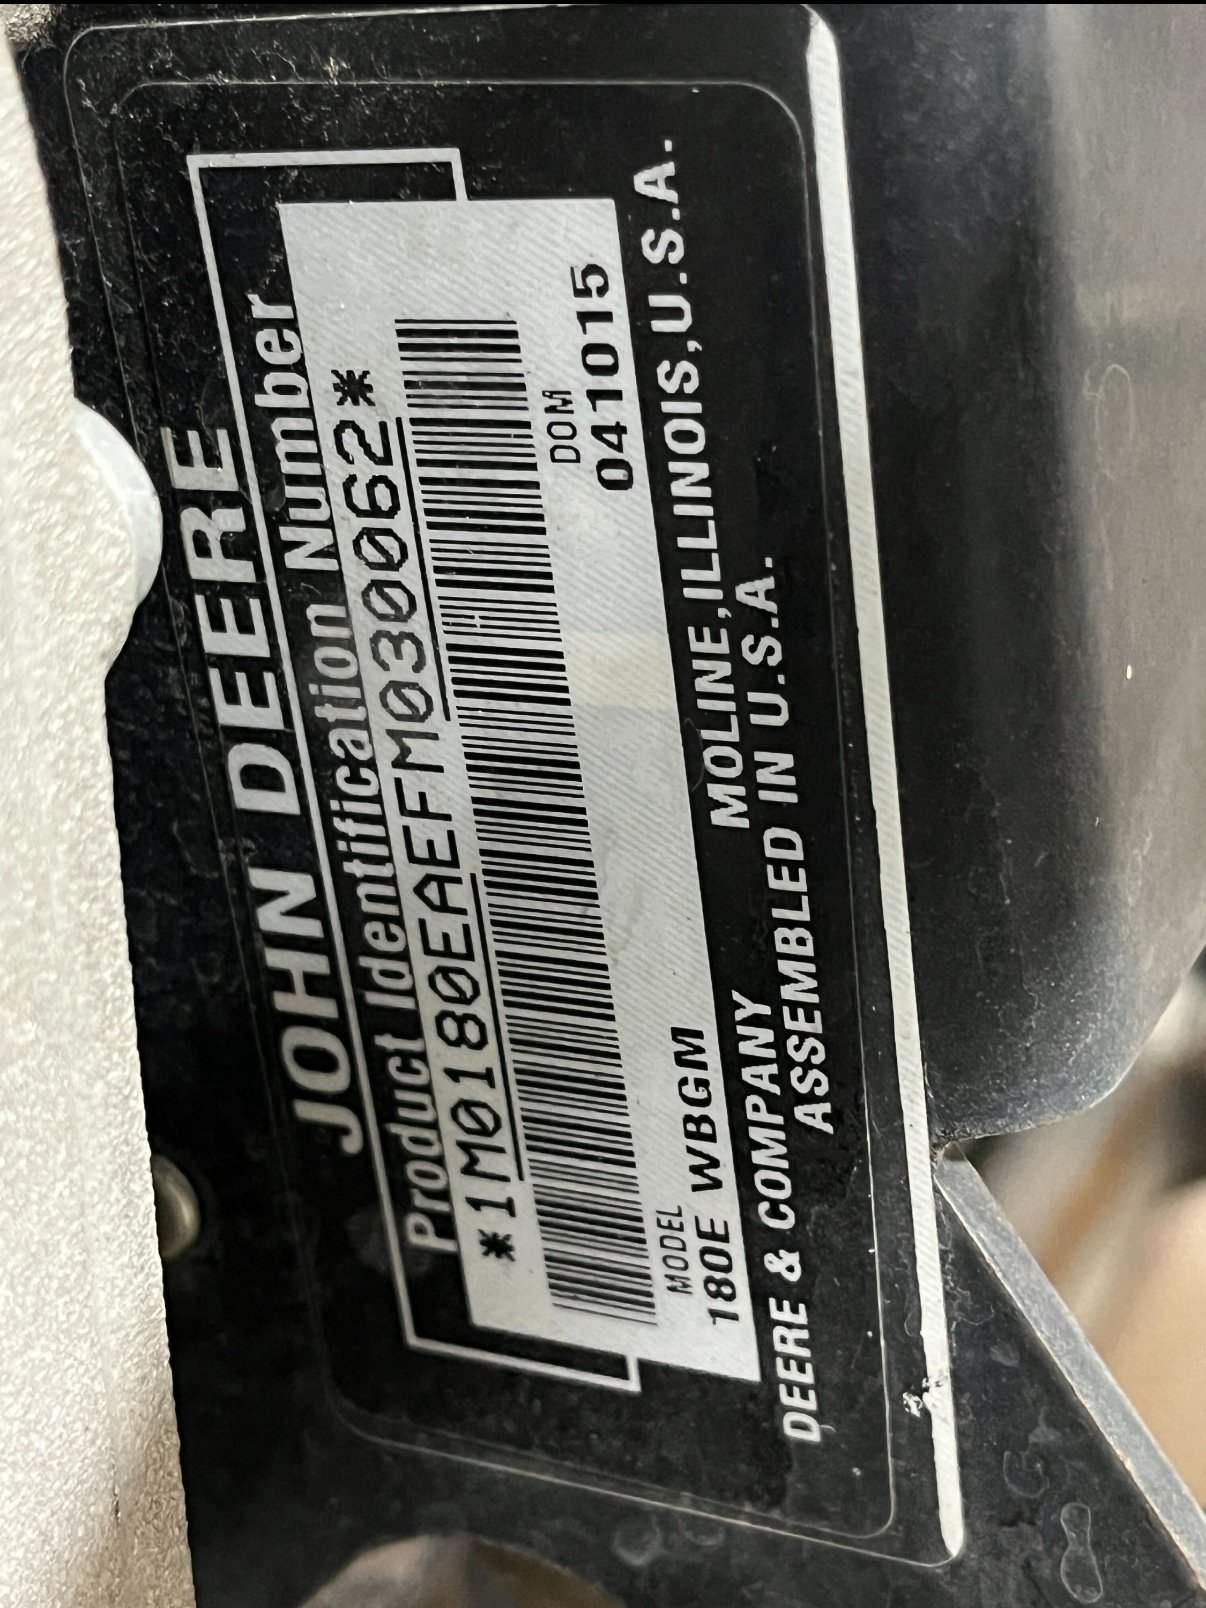 JOHN DEERE
Product Identification Number
*1M0180EAEFM030062*
MODEL DOM
180E WBGM 041015
DEERE & COMPANY MOLINE, ILLINOIS, U.S.A.
ASSEMBLED IN U.S.A.